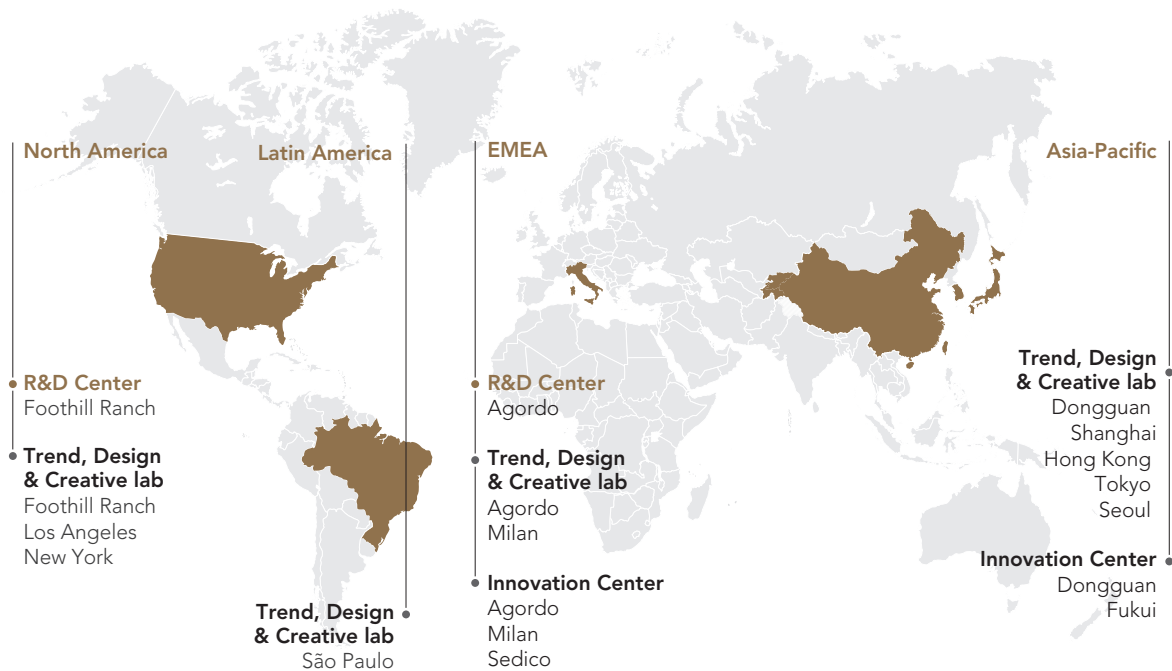 North America
R&D Center
Foothill Ranch
Trend, Design
& Creative lab
Foothill Ranch
Los Angeles
New York
Latin America
Trend, Design
& Creative lab
São Paulo
EMEA
R&D Center
Agordo
Trend, Design
& Creative lab
Agordo
Milan
Innovation Center
Agordo
Milan
Sedico
Asia-Pacific
Trend, Design
& Creative lab
Dongguan
Shanghai
Hong Kong
Tokyo
Seoul
Innovation Center
Dongguan
Fukui